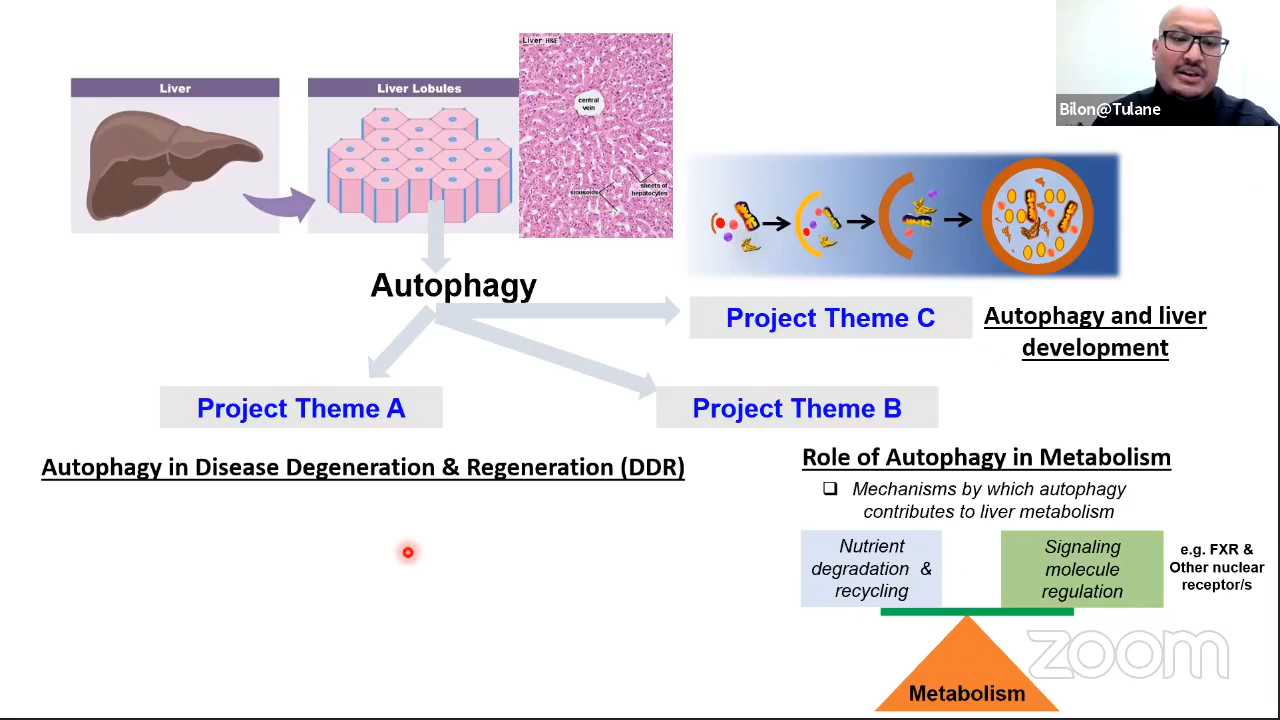 Liver
Liver Lobules
Liver H&E
central
vein
sinusoids
sheets of
hepatocytes
Bilon@Tulane
Autophagy
Project Theme C
Autophagy and liver
development
Project Theme A
Project Theme B
Autophagy in Disease Degeneration & Regeneration (DDR)
Role of Autophagy in Metabolism
❑ Mechanisms by which autophagy
contributes to liver metabolism
Nutrient
degradation &
recycling
Signaling
molecule
regulation
e.g. FXR &
Other nuclear
receptor/s
Metabolism
zoom